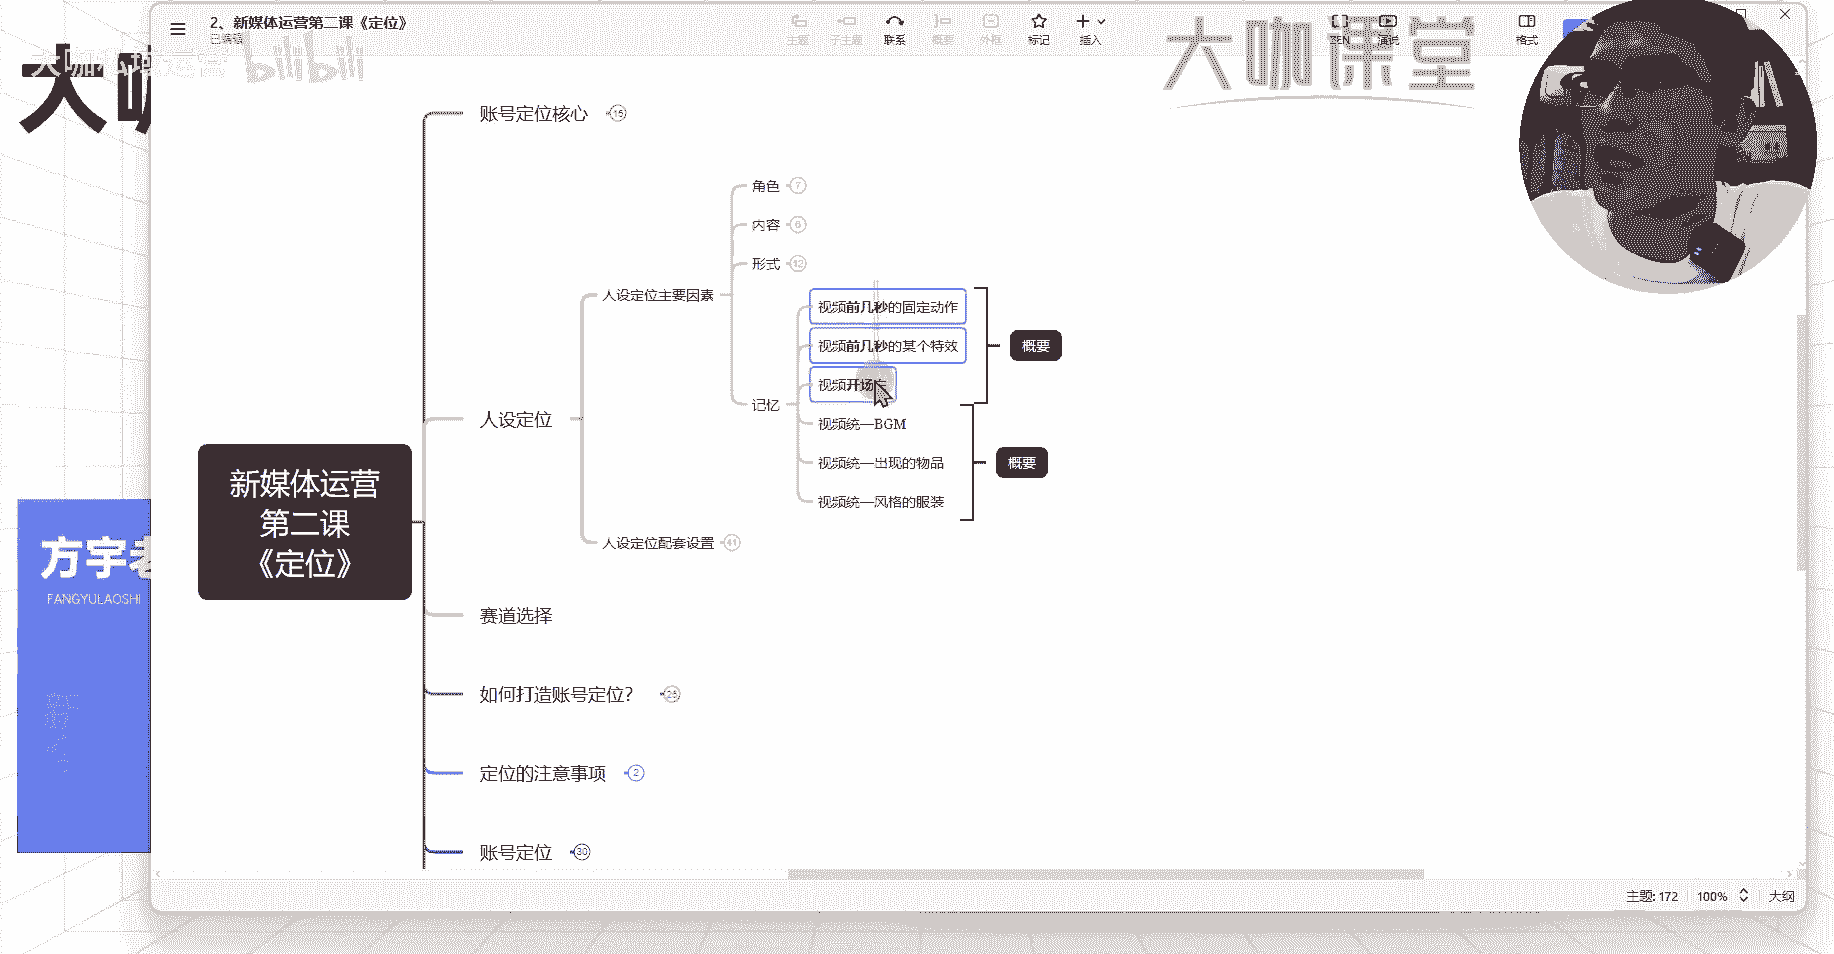 2、新媒体运营第二课《定位》
已编辑
主题
子主题
联系
概要
外框
标记
插入
ZEN
演说
格式
大咖私域运营
bilibili
大咖课堂
大咖
账号定位核心 15
角色 7
内容 6
形式 12
人设定位主要因素
视频前几秒的固定动作
视频前几秒的某个特效
概要
视频开场白
记忆
人设定位
视频统一BGM
视频统一出现的物品
概要
视频统一风格的服装
新媒体运营
第二课
《定位》
人设定位配套设置 41
方宇老
FANGYULAOSHI
赛道选择
如何打造账号定位?
定位的注意事项 2
账号定位 30
主题: 172
100%
大纲